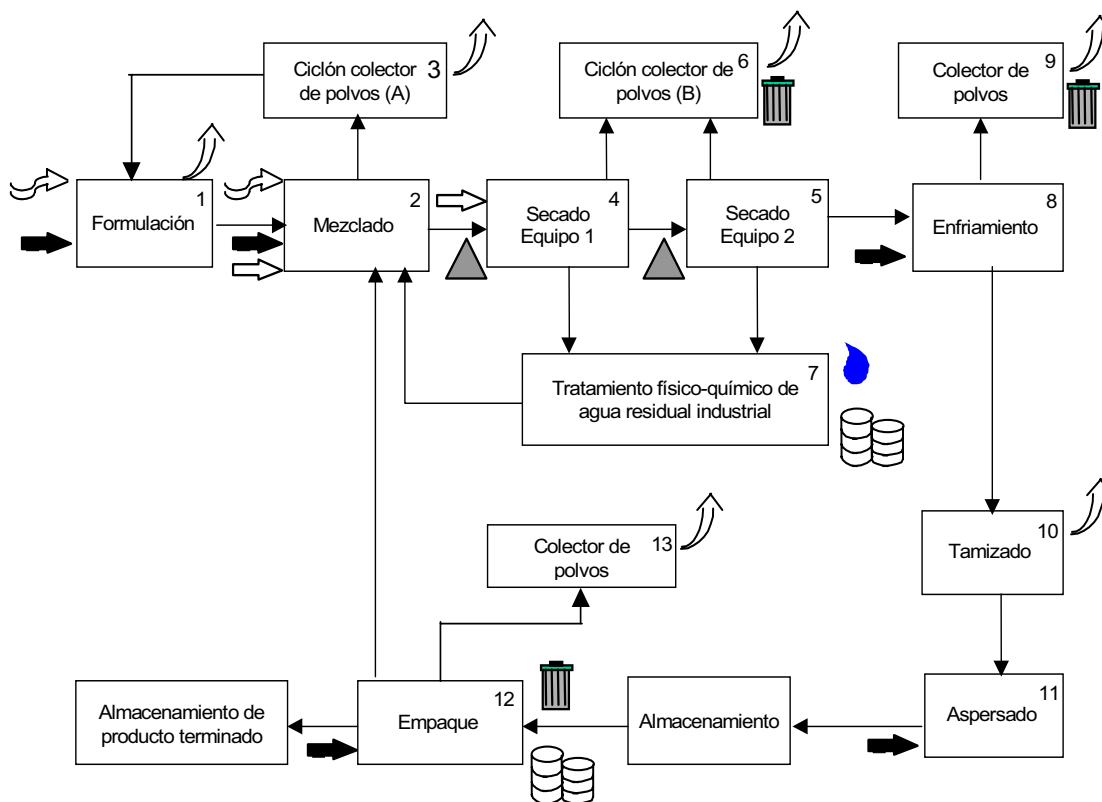 Ciclón colector
de polvos (A)
3
Ciclón colector de
polvos (B)
6
Colector de
polvos
9
Formulación
1
Mezclado
2
Secado
Equipo 1
4
Secado
Equipo 2
5
Enfriamiento
8
Tratamiento físico-químico de
agua residual industrial
7
Colector de
polvos
13
Tamizado
10
Almacenamiento de
producto terminado
Empaque
12
Almacenamiento
Aspersado
11